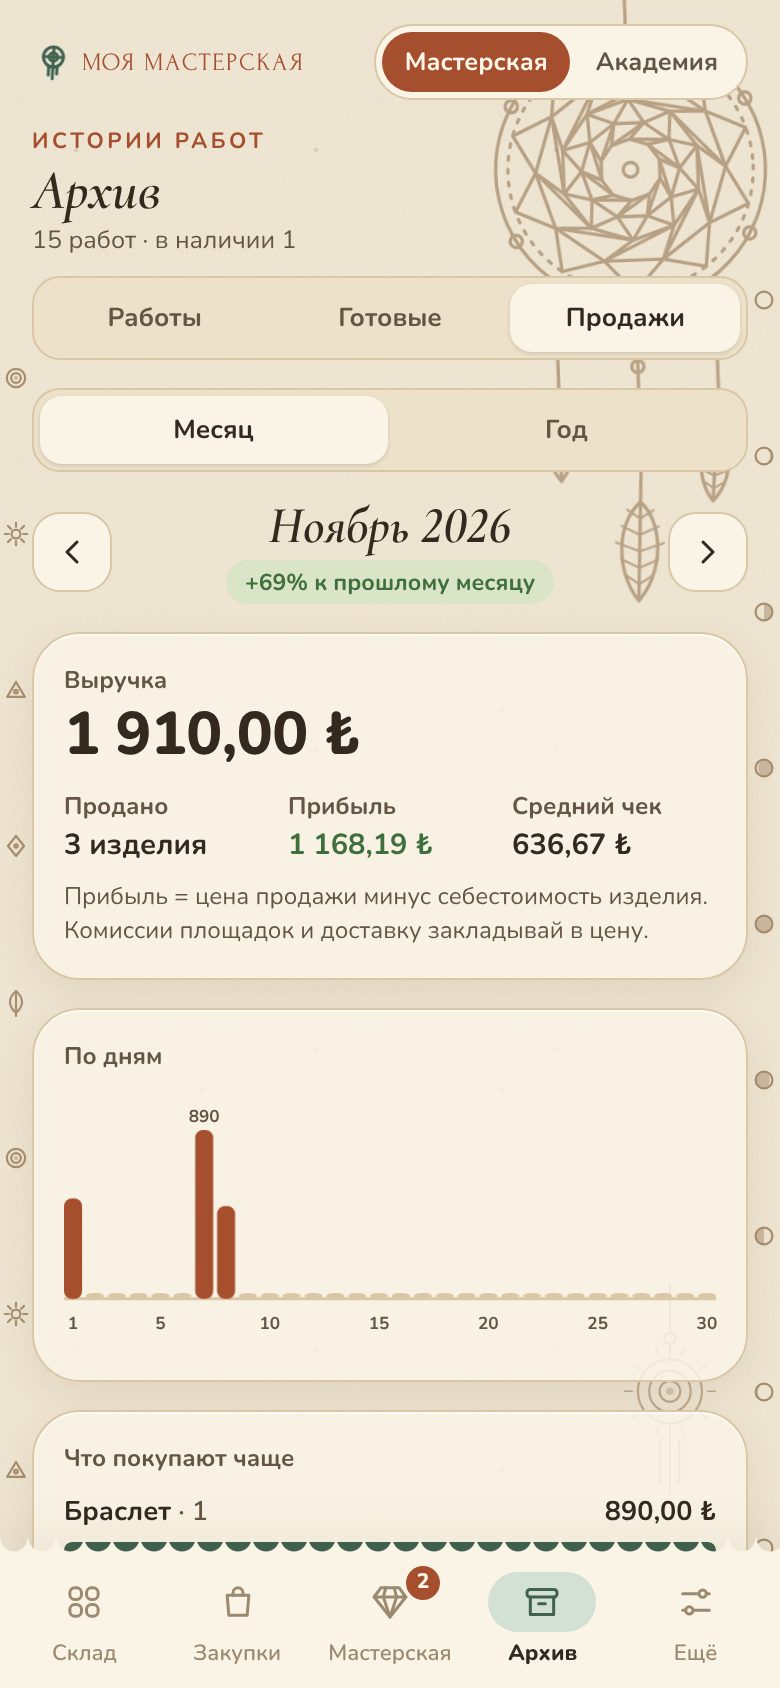 МОЯ МАСТЕРСКАЯ
Мастерская Академия
ИСТОРИИ РАБОТ
Архив
15 работ · в наличии 1
Работы Готовые Продажи
Месяц Год
Ноябрь 2026
+69% к прошлому месяцу
Выручка
1 910,00 ₺
Продано Прибыль Средний чек
3 изделия 1 168,19 ₺ 636,67 ₺
Прибыль = цена продажи минус себестоимость изделия.
Комиссии площадок и доставку закладывай в цену.
По дням
890
1 5 10 15 20 25 30
Что покупают чаще
Браслет · 1 890,00 ₺
2
Склад Закупки Мастерская Архив Ещё